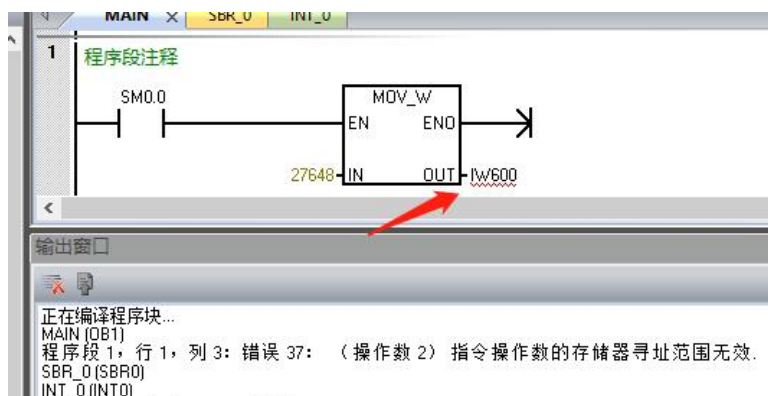 MAIN SBR_0 INT_0
1 程序段注释
SM0.0
MOV_W
EN ENO
27648 IN OUT IW600
输出窗口
正在编译程序块...
MAIN (OB1)
程序段 1，行 1，列 3：错误 37： （操作数 2） 指令操作数的存储器寻址范围无效.
SBR_0 (SBR0)
INT_0 (INT0)